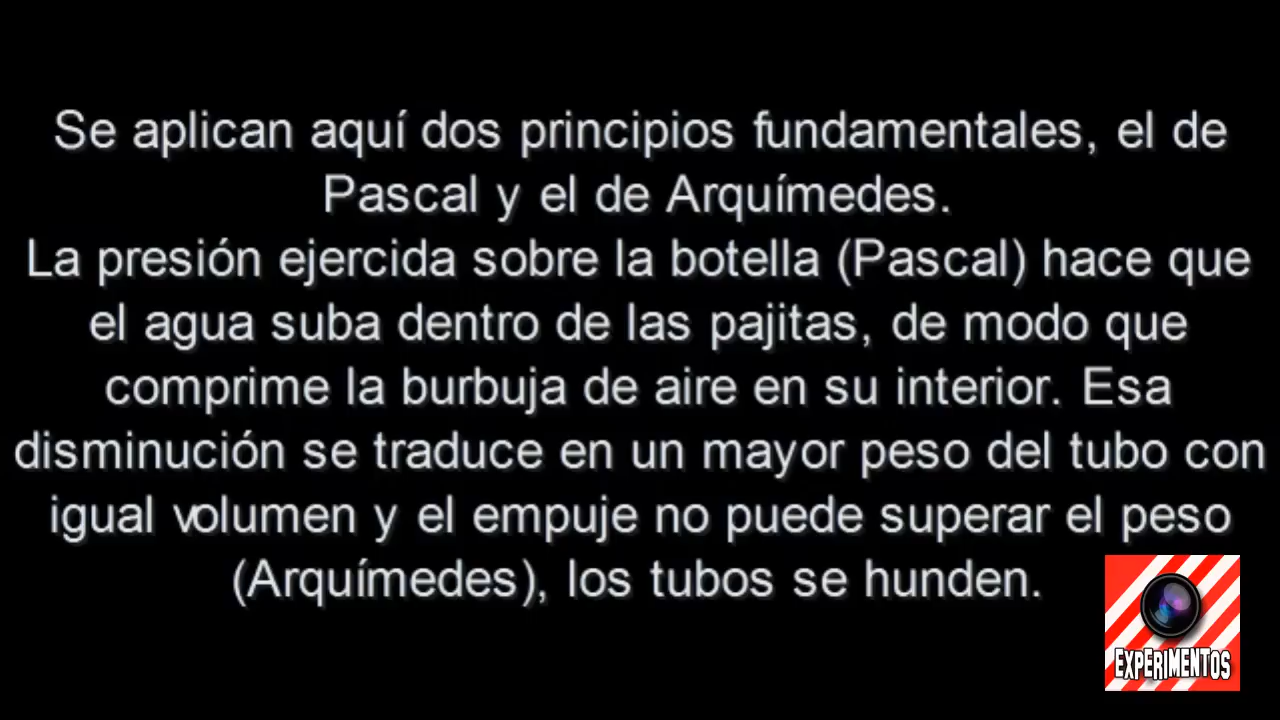 Se aplican aquí dos principios fundamentales, el de
Pascal y el de Arquímedes.
La presión ejercida sobre la botella (Pascal) hace que
el agua suba dentro de las pajitas, de modo que
comprime la burbuja de aire en su interior. Esa
disminución se traduce en un mayor peso del tubo con
igual volumen y el empuje no puede superar el peso
(Arquímedes), los tubos se hunden.
EXPERIMENTOS